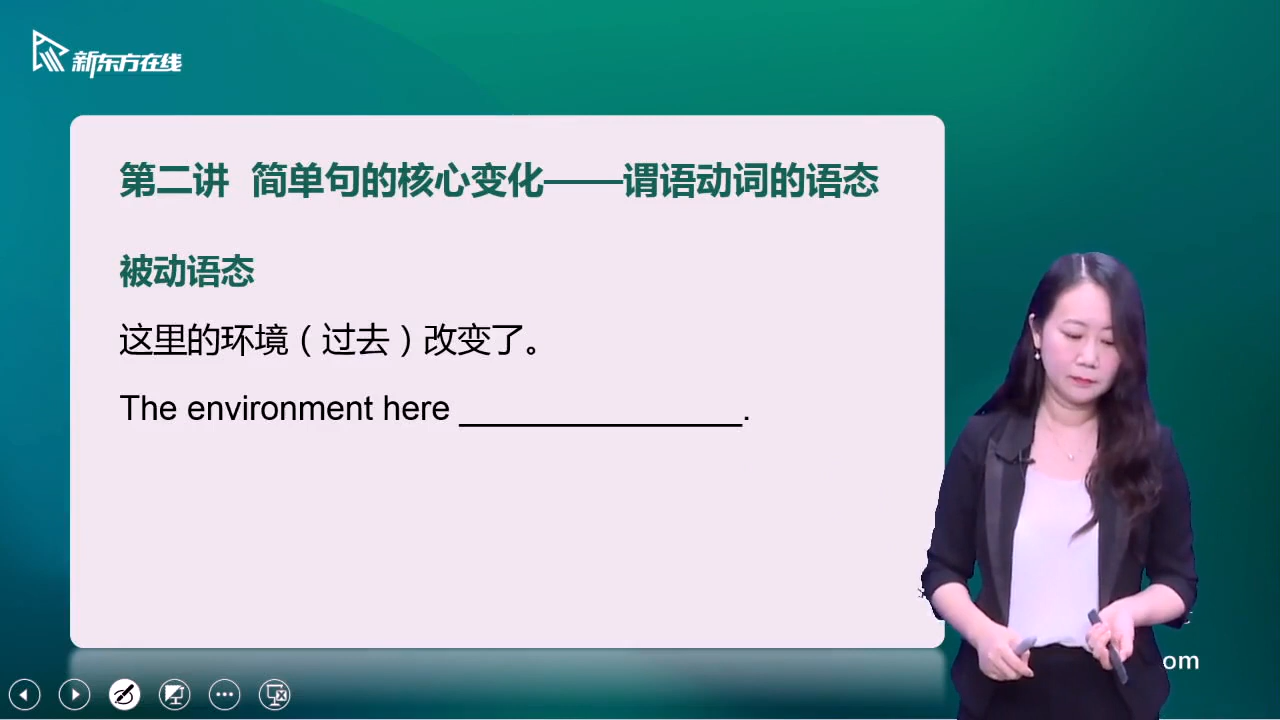 新东方在线
第二讲 简单句的核心变化——谓语动词的语态
被动语态
这里的环境（过去）改变了。
The environment here _______________.
om